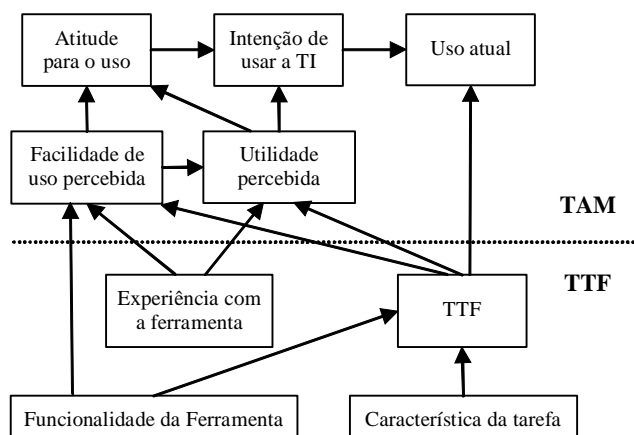 Atitude
para o uso
Intenção de
usar a TI
Uso atual
Facilidade de
uso percebida
Utilidade
percebida
TAM
TTF
Experiência com
a ferramenta
TTF
Funcionalidade da Ferramenta
Característica da tarefa